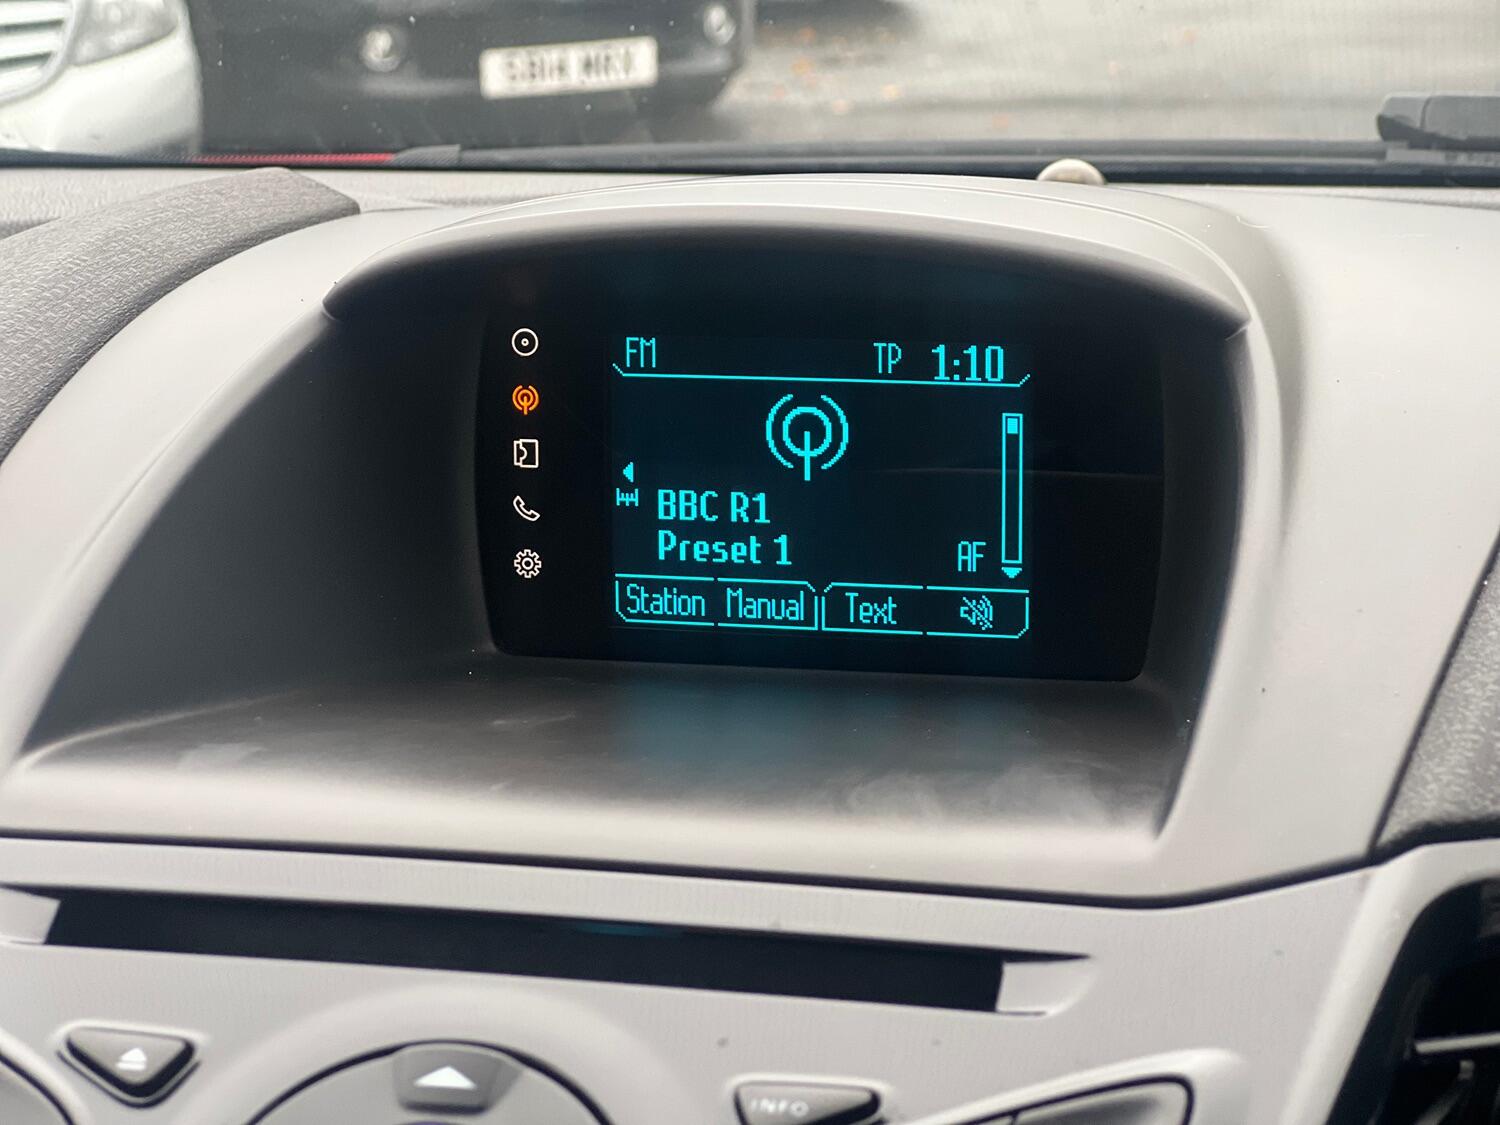 FM TP 1:10
BBC R1
Preset 1 AF
Station Manual Text
INFO